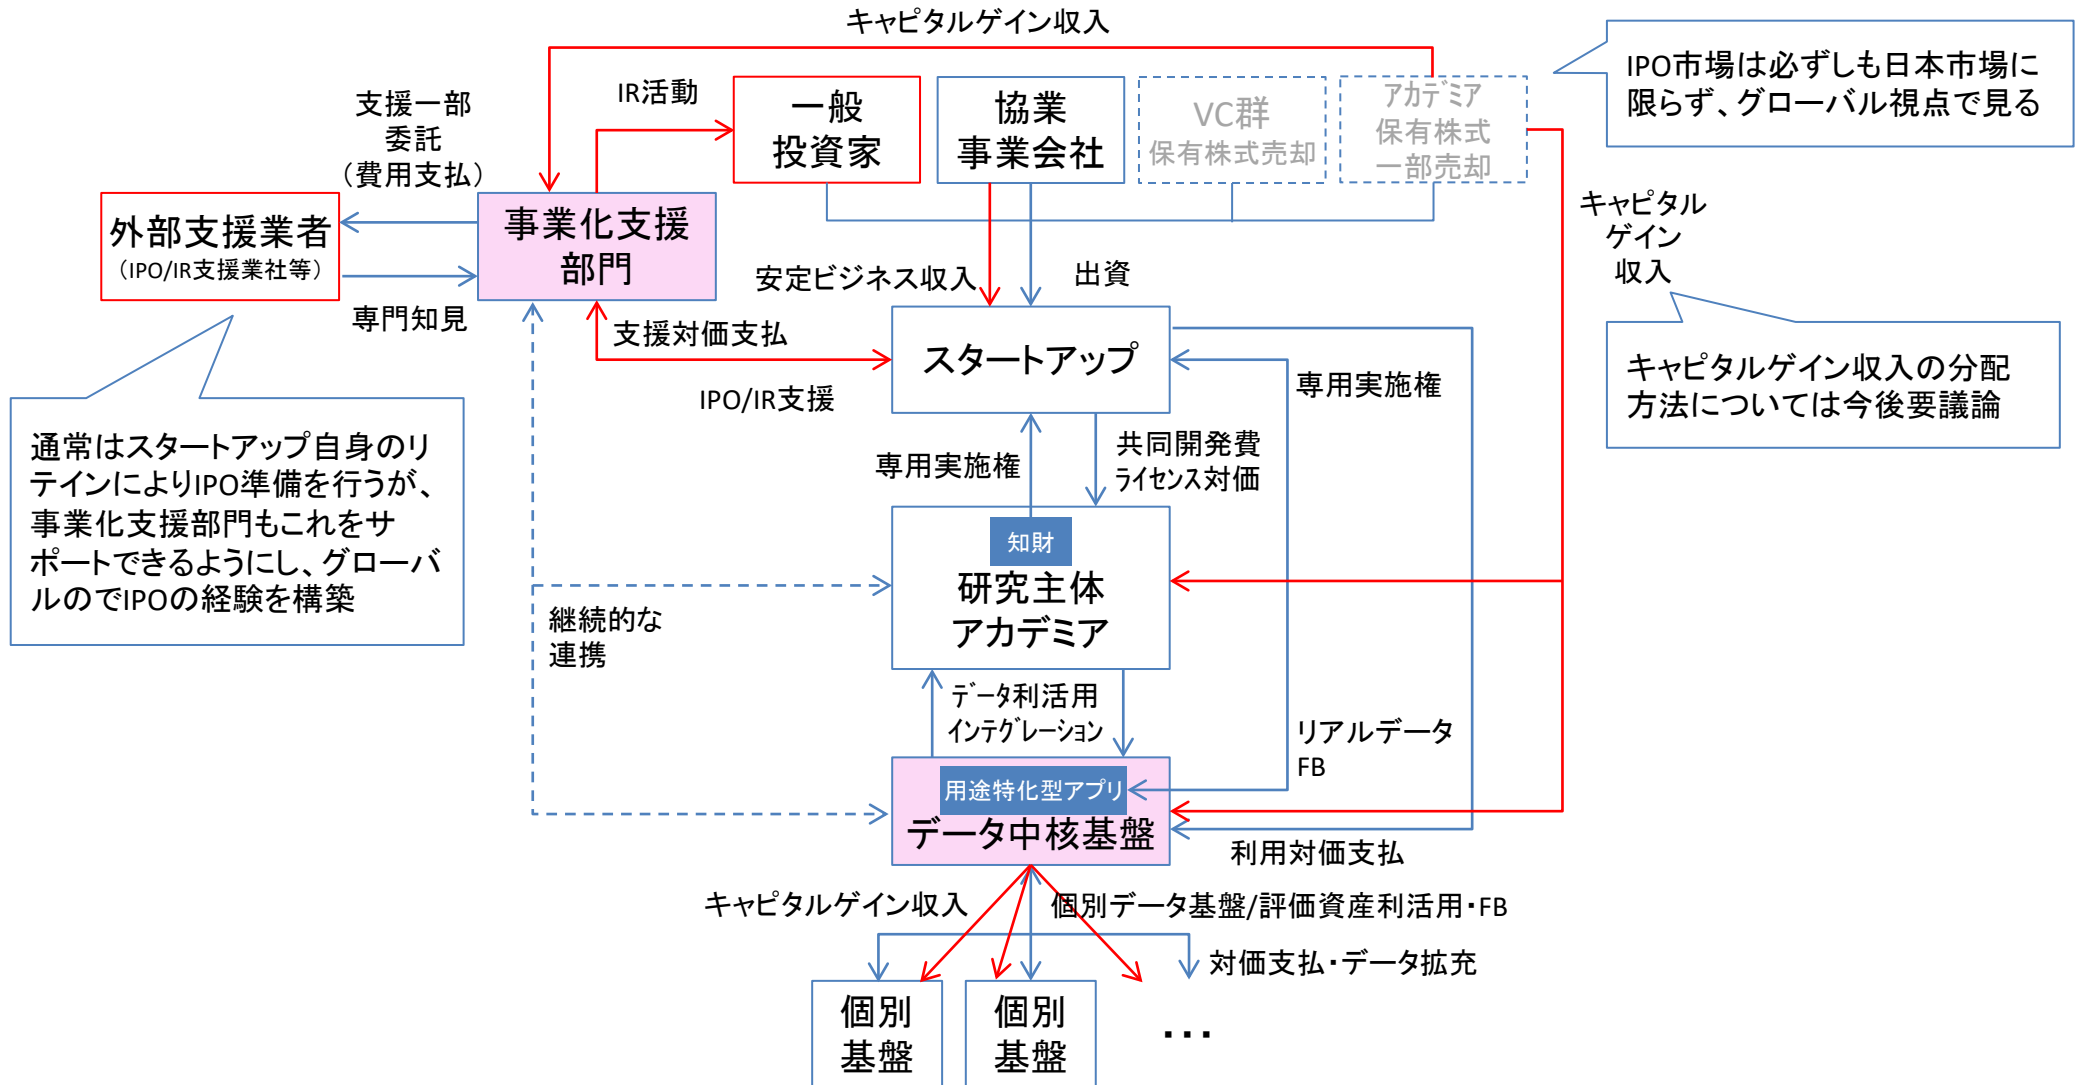 キャピタルゲイン収入
IPO市場は必ずしも日本市場に
限らず、グローバル視点で見る
IR活動
支援一部
委託
（費用支払）
一般
投資家
協業
事業会社
VC群
保有株式売却
ｱｶﾃﾞﾐｱ
保有株式
一部売却
外部支援業者
（IPO/IR支援業社等）
事業化支援
部門
キャピタル
ゲイン
収入
専門知見
安定ビジネス収入
出資
支援対価支払
スタートアップ
IPO/IR支援
専用実施権
キャピタルゲイン収入の分配
方法については今後要議論
通常はスタートアップ自身のリ
テインによりIPO準備を行うが、
事業化支援部門もこれをサ
ポートできるようにし、グローバ
ルのでIPOの経験を構築
専用実施権
共同開発費
ﾗｲｾﾝｽ対価
知財
研究主体
アカデミア
継続的な
連携
ﾃﾞｰﾀ利活用
ｲﾝﾃｸﾞﾚｰｼｮﾝ
リアルデータ
FB
用途特化型アプリ
データ中核基盤
利用対価支払
キャピタルゲイン収入
個別データ基盤/評価資産利活用・FB
対価支払・データ拡充
個別
基盤
個別
基盤
・・・